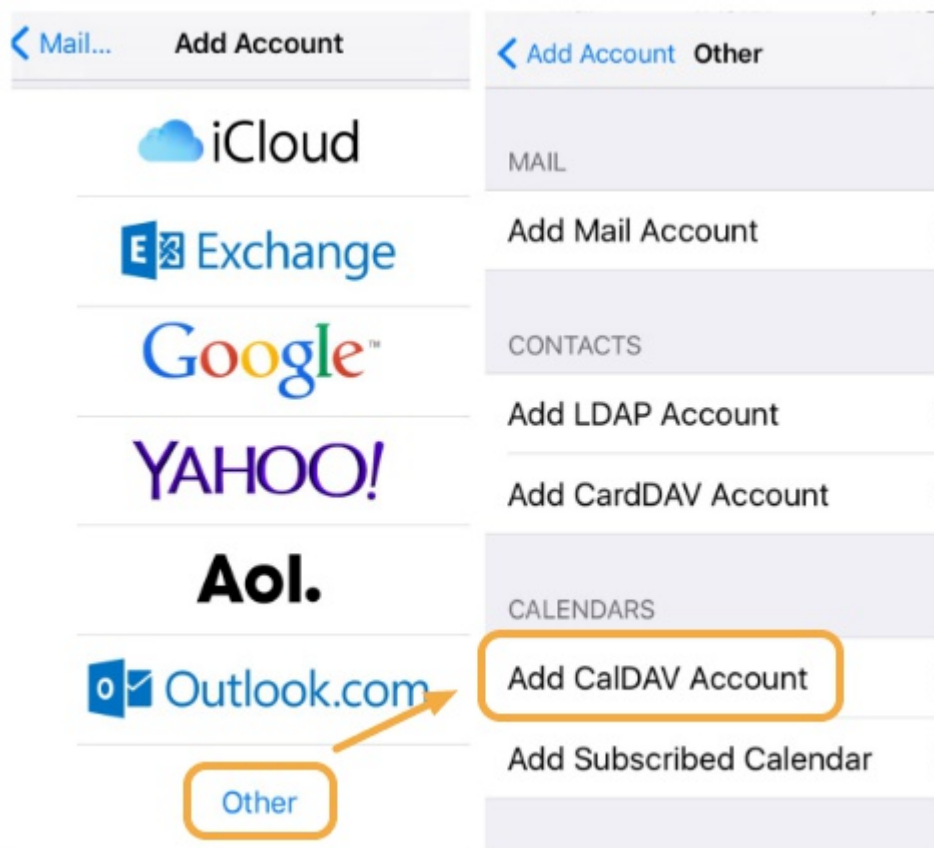 Mail... Add Account
iCloud
Exchange
Google™
YAHOO!
Aol.
Outlook.com
Other
Add Account Other
MAIL
Add Mail Account
CONTACTS
Add LDAP Account
Add CardDAV Account
CALENDARS
Add CalDAV Account
Add Subscribed Calendar